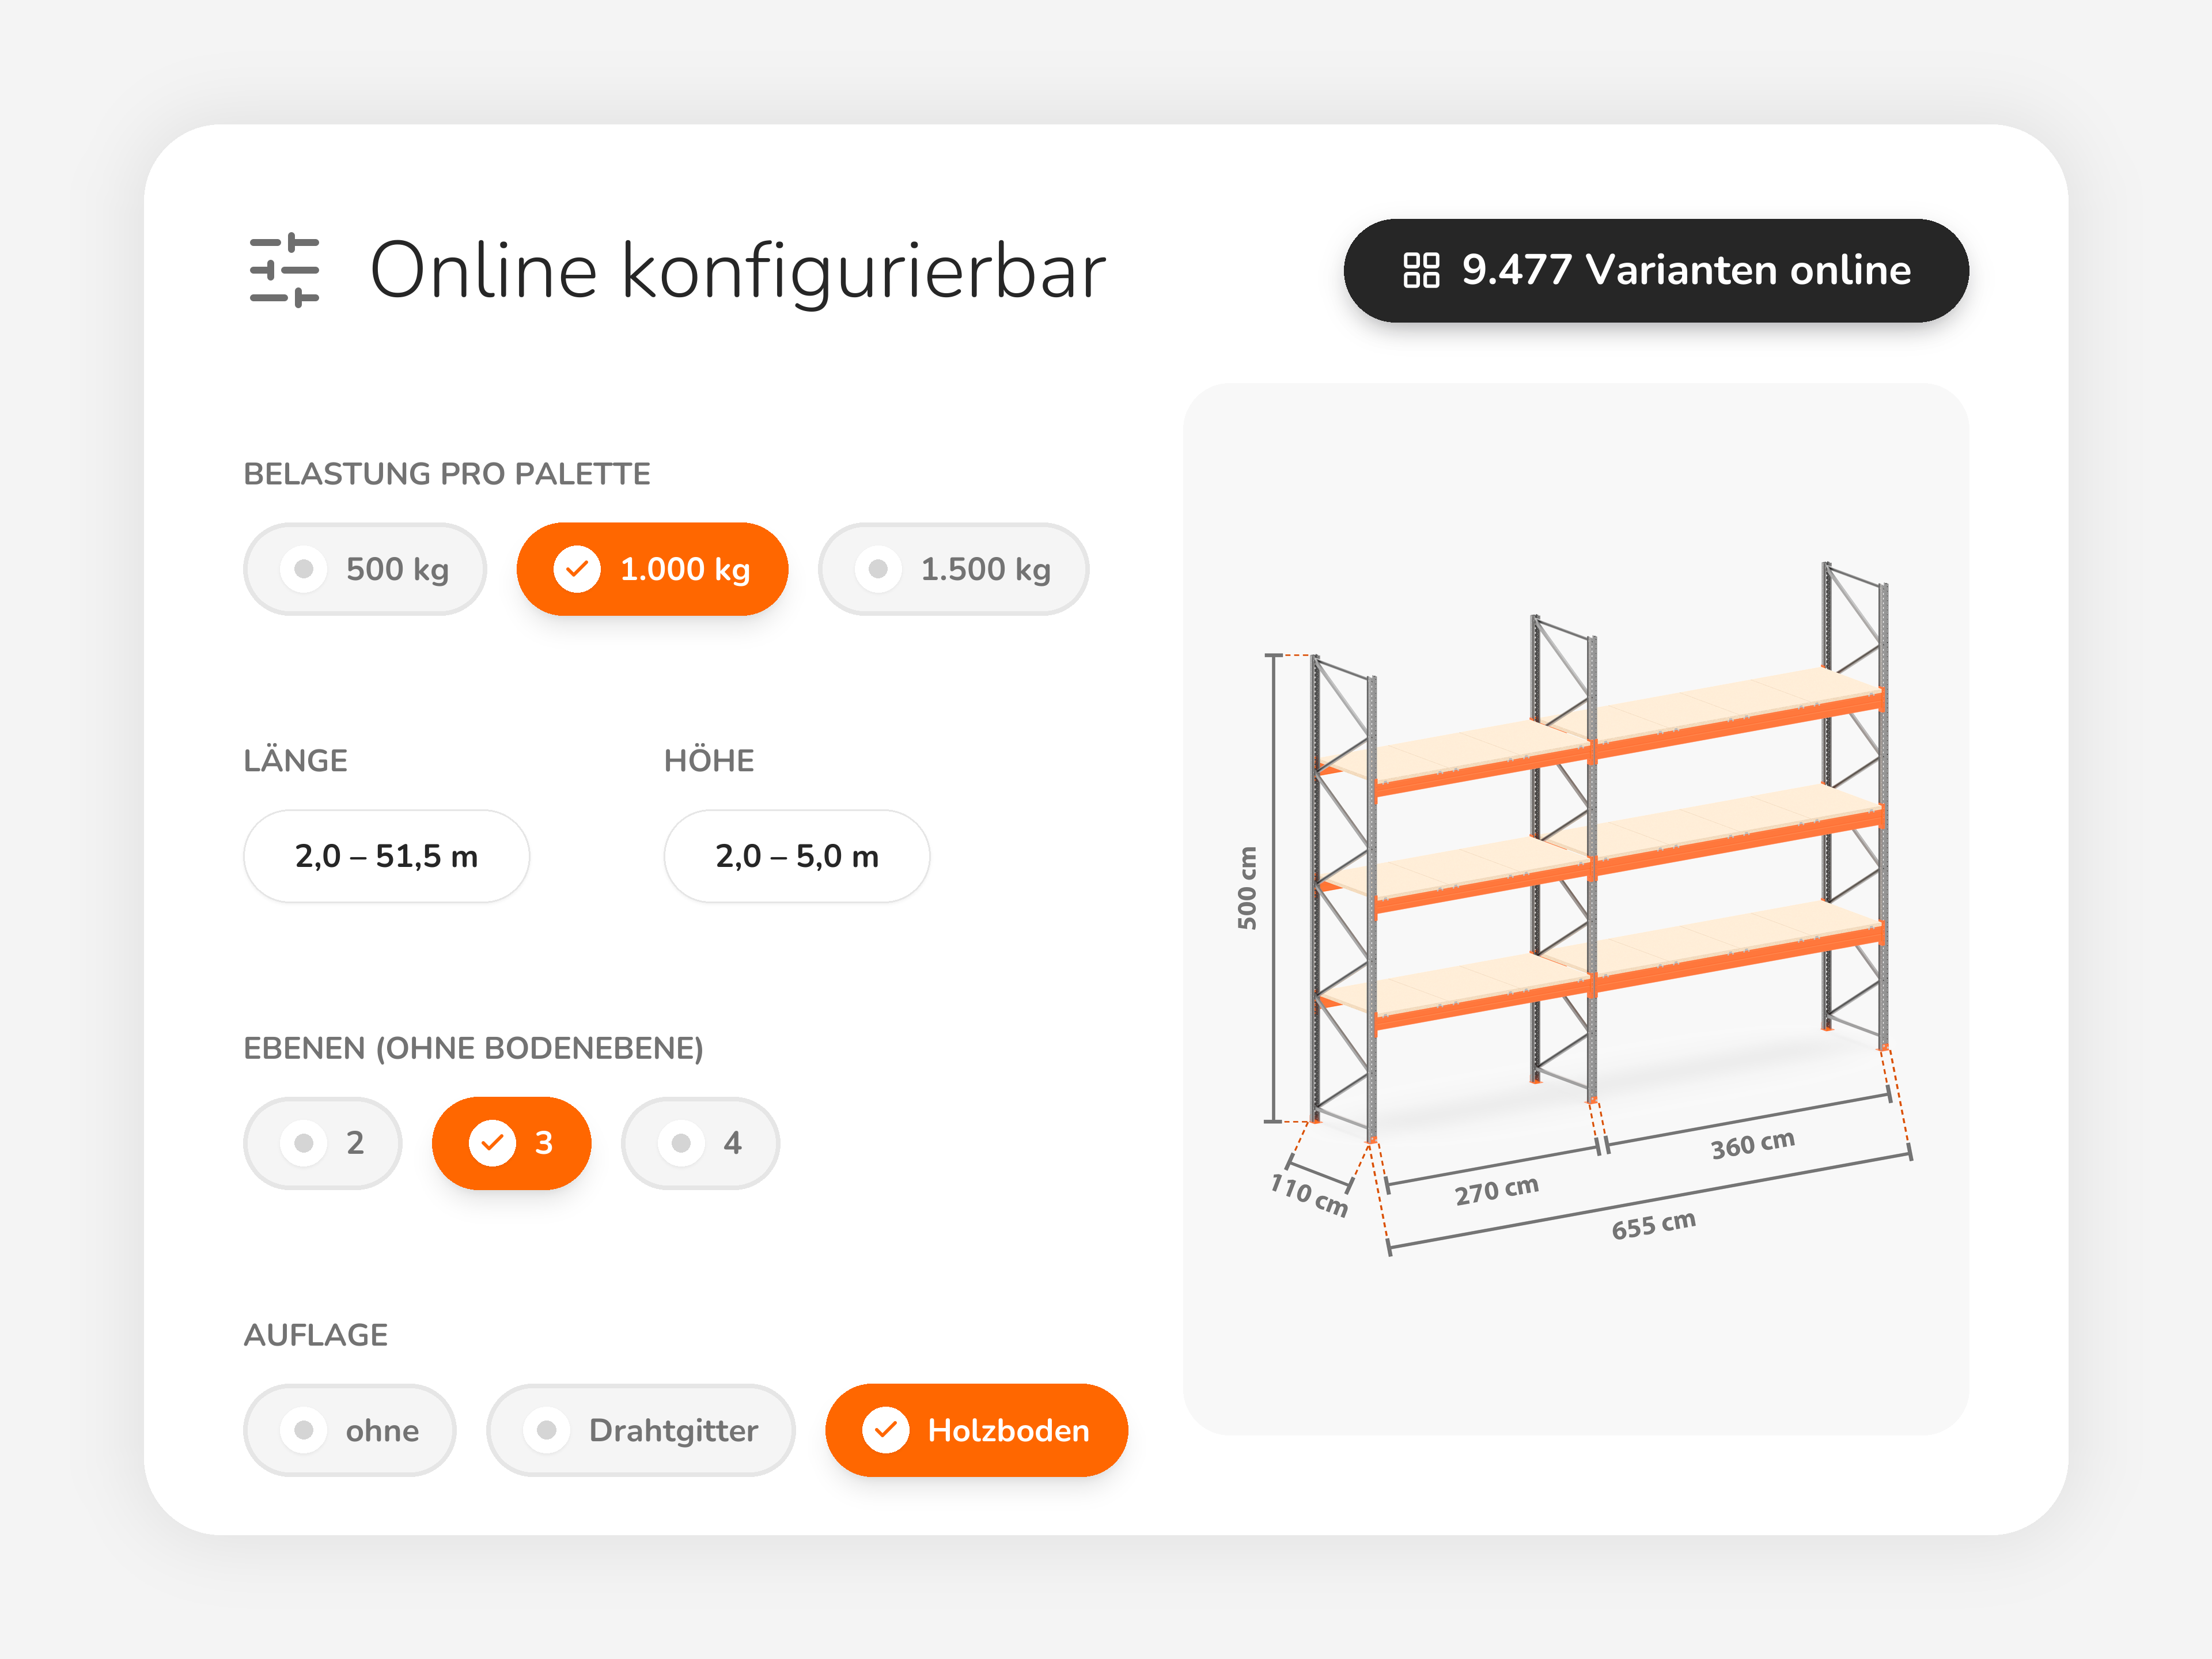 Online konfigurierbar
9.477 Varianten online
BELASTUNG PRO PALETTE
500 kg
1.000 kg
1.500 kg
LÄNGE
HÖHE
2,0 – 51,5 m
2,0 – 5,0 m
EBENEN (OHNE BODENEBENE)
2
3
4
AUFLAGE
ohne
Drahtgitter
Holzboden
500 cm
110 cm
270 cm
360 cm
655 cm